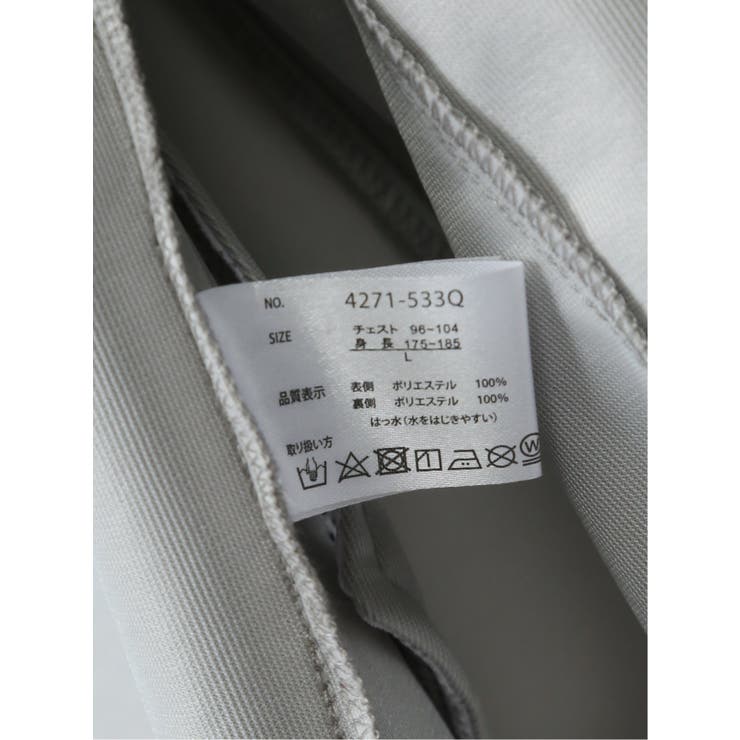 NO. 4271-533Q
SIZE チェスト 96~104
身長 175~185
L
品質表示 表側 ポリエステル 100%
裏側 ポリエステル 100%
はっ水(水をはじきやすい)
取り扱い方
W